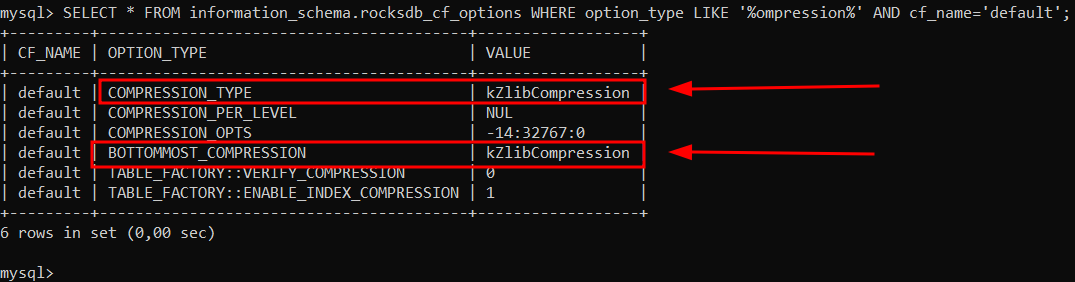 mysql> SELECT * FROM information_schema.rocksdb_cf_options WHERE option_type LIKE '%ompression%' AND cf_name='default';
+---------+----------------------------------------+------------------+
| CF_NAME | OPTION_TYPE                            | VALUE            |
+---------+----------------------------------------+------------------+
| default | COMPRESSION_TYPE                       | kZlibCompression |
| default | COMPRESSION_PER_LEVEL                  | NUL              |
| default | COMPRESSION_OPTS                       | -14:32767:0      |
| default | BOTTOMMOST_COMPRESSION                 | kZlibCompression |
| default | TABLE_FACTORY::VERIFY_COMPRESSION      | 0                |
| default | TABLE_FACTORY::ENABLE_INDEX_COMPRESSION | 1                |
+---------+----------------------------------------+------------------+
6 rows in set (0,00 sec)
mysql>